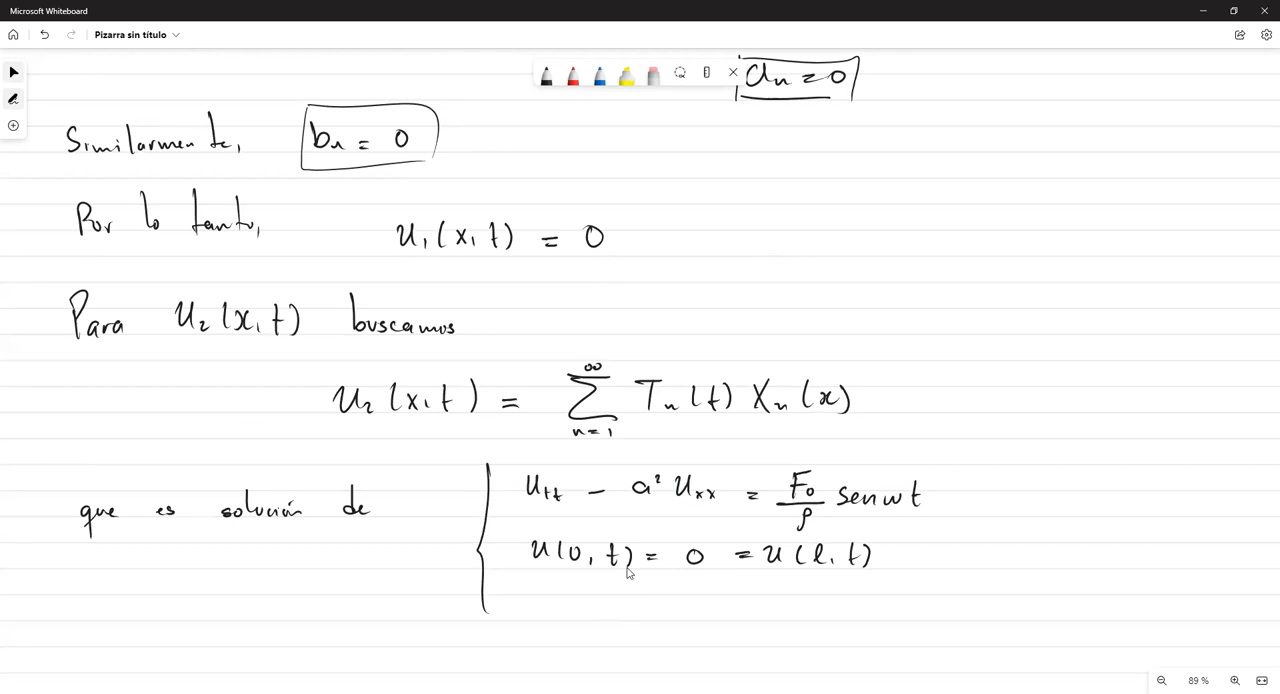 Microsoft Whiteboard
Pizarra sin título
aₙ = 0
Similarmente, bₙ = 0
Por lo tanto,
u₁(x,t) = 0
Para u₂(x,t) buscamos
u₂(x,t) = ∑_{n=1}^{∞} Tₙ(t) Xₙ(x)
que es solución de
uₜₜ - a² uₓₓ = F₀/ρ sen ω t
u(0,t) = 0 = u(l,t)
89 %